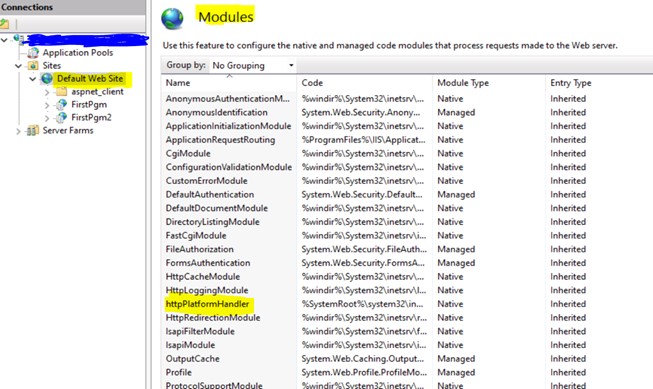 Connections
Application Pools
Sites
Default Web Site
aspnet_client
FirstPgm
FirstPgm2
Server Farms
Modules
Use this feature to configure the native and managed code modules that process requests made to the Web server.
Group by: No Grouping
Name Code Module Type Entry Type
AnonymousAuthenticationM... %windir%\System32\inetsrv\... Native Inherited
AnonymousIdentification System.Web.Security.Anony... Managed Inherited
ApplicationInitializationModule %windir%\System32\inetsrv\... Native Inherited
ApplicationRequestRouting %ProgramFiles%\IIS\Applicat... Native Inherited
CgiModule %windir%\System32\inetsrv\... Native Inherited
ConfigurationValidationModule %windir%\System32\inetsrv\... Native Inherited
CustomErrorModule %windir%\System32\inetsrv\... Native Inherited
DefaultAuthentication System.Web.Security.Default... Managed Inherited
DefaultDocumentModule %windir%\System32\inetsrv\... Native Inherited
DirectoryListingModule %windir%\System32\inetsrv\... Native Inherited
FastCgiModule %windir%\System32\inetsrv\i... Native Inherited
FileAuthorization System.Web.Security.FileAuth... Managed Inherited
FormsAuthentication System.Web.Security.FormsA... Managed Inherited
HttpCacheModule %windir%\System32\inetsrv\... Native Inherited
HttpLoggingModule %windir%\System32\inetsrv\l... Native Inherited
httpPlatformHandler %SystemRoot%\system32\in... Native Inherited
HttpRedirectionModule %windir%\System32\inetsrv\r... Native Inherited
IsapiFilterModule %windir%\System32\inetsrv\f... Native Inherited
IsapiModule %windir%\System32\inetsrv\i... Native Inherited
OutputCache System.Web.Caching.Output... Managed Inherited
Profile System.Web.Profile.ProfileMo... Managed Inherited
ProtocolSupportModule %windir%\System32\inetsrv\... Native Inherited